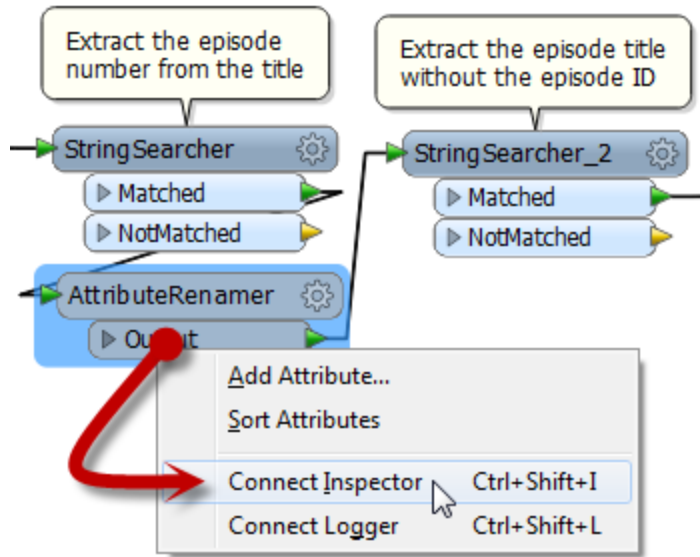 Extract the episode
number from the title
Extract the episode title
without the episode ID
StringSearcher
Matched
NotMatched
StringSearcher_2
Matched
NotMatched
AttributeRenamer
Add Attribute...
Sort Attributes
Connect Inspector Ctrl+Shift+I
Connect Logger Ctrl+Shift+L